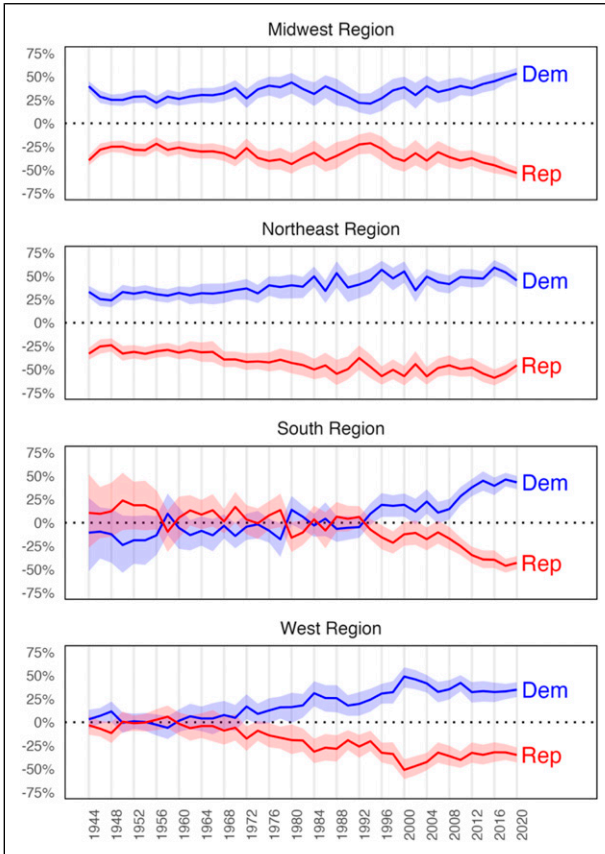 Midwest Region
75%
50%
25%
0%
-25%
-50%
-75%
Dem
Rep
Northeast Region
75%
50%
25%
0%
-25%
-50%
-75%
Dem
Rep
South Region
75%
50%
25%
0%
-25%
-50%
-75%
Dem
Rep
West Region
75%
50%
25%
0%
-25%
-50%
-75%
Dem
Rep
1944 1948 1952 1956 1960 1964 1968 1972 1976 1980 1984 1988 1992 1996 2000 2004 2008 2012 2016 2020